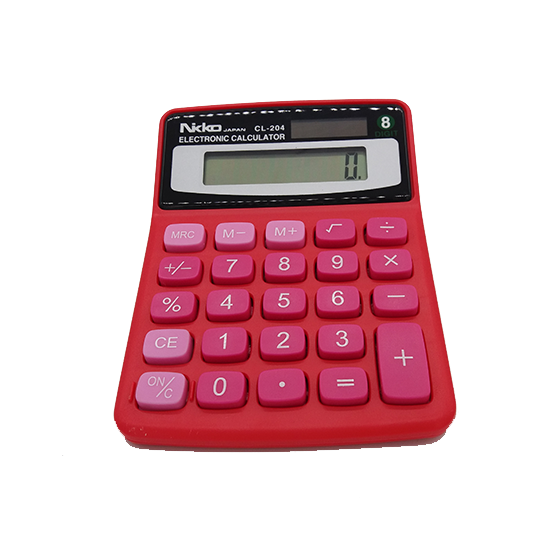 Nikko JAPAN CL-204 8
ELECTRONIC CALCULATOR DIGIT
0.
MRC M− M+ √ ÷
+/− 7 8 9 ×
% 4 5 6 −
CE 1 2 3 +
ON/C 0 . =